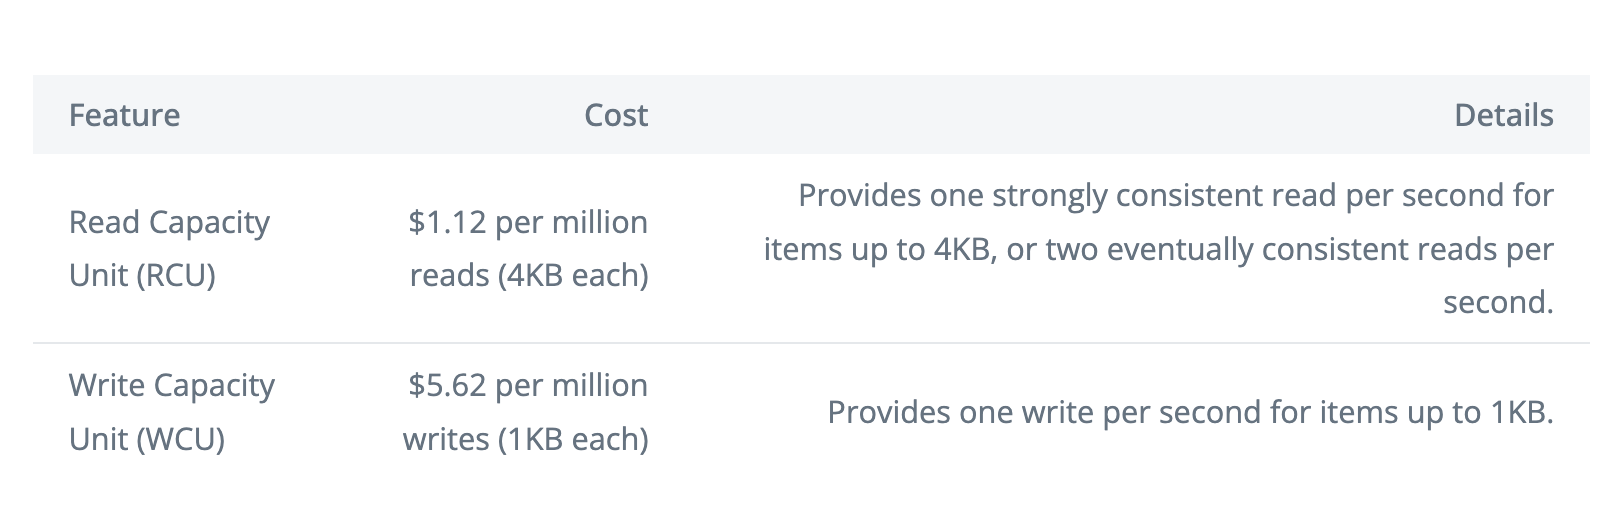 Feature Cost Details
Read Capacity Unit (RCU) $1.12 per million reads (4KB each) Provides one strongly consistent read per second for items up to 4KB, or two eventually consistent reads per second.
Write Capacity Unit (WCU) $5.62 per million writes (1KB each) Provides one write per second for items up to 1KB.